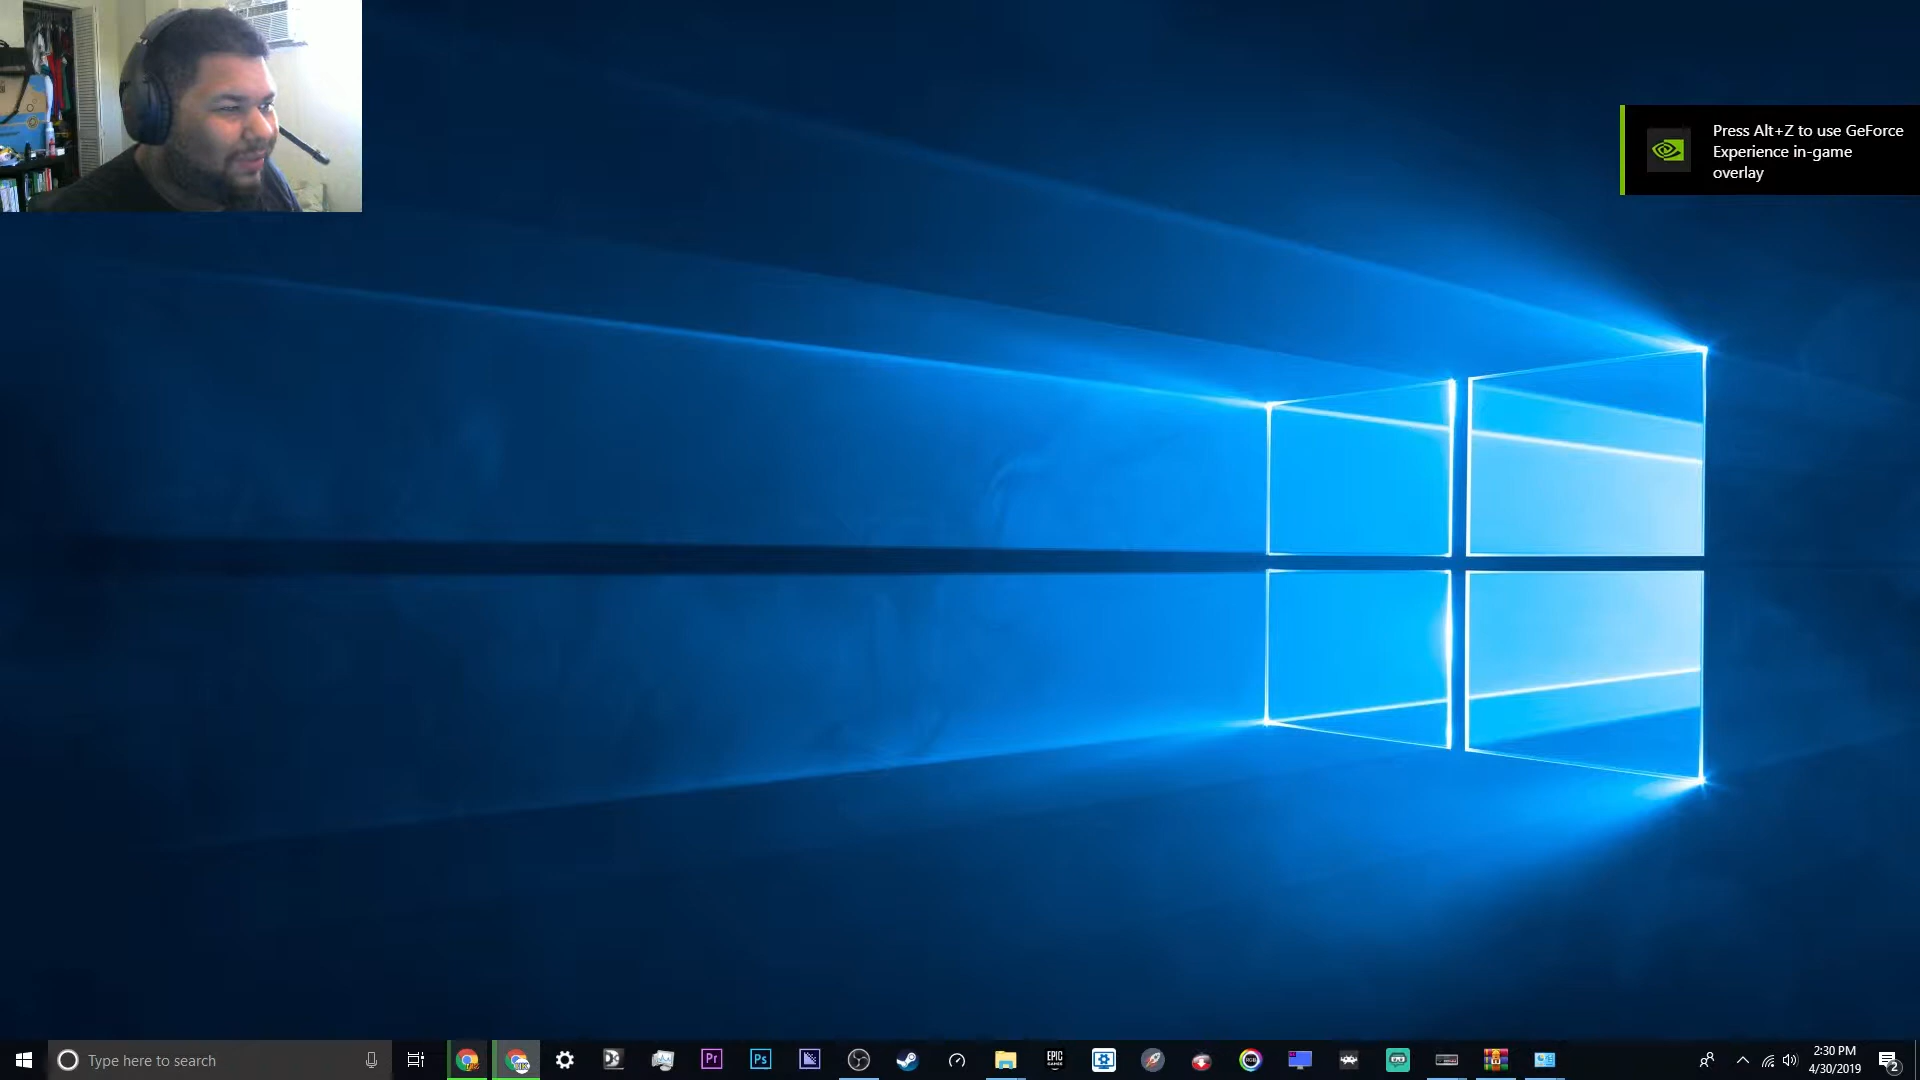 Press Alt+Z to use GeForce
Experience in-game
overlay
Type here to search
Pr
Ps
EPIC
GAMES
2:30 PM
4/30/2019
2